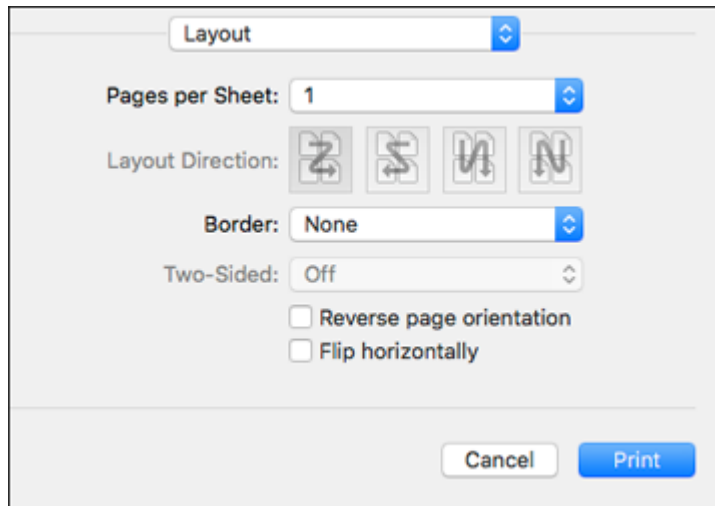 Layout
Pages per Sheet: 1
Layout Direction:
Border: None
Two-Sided: Off
Reverse page orientation
Flip horizontally
Cancel Print